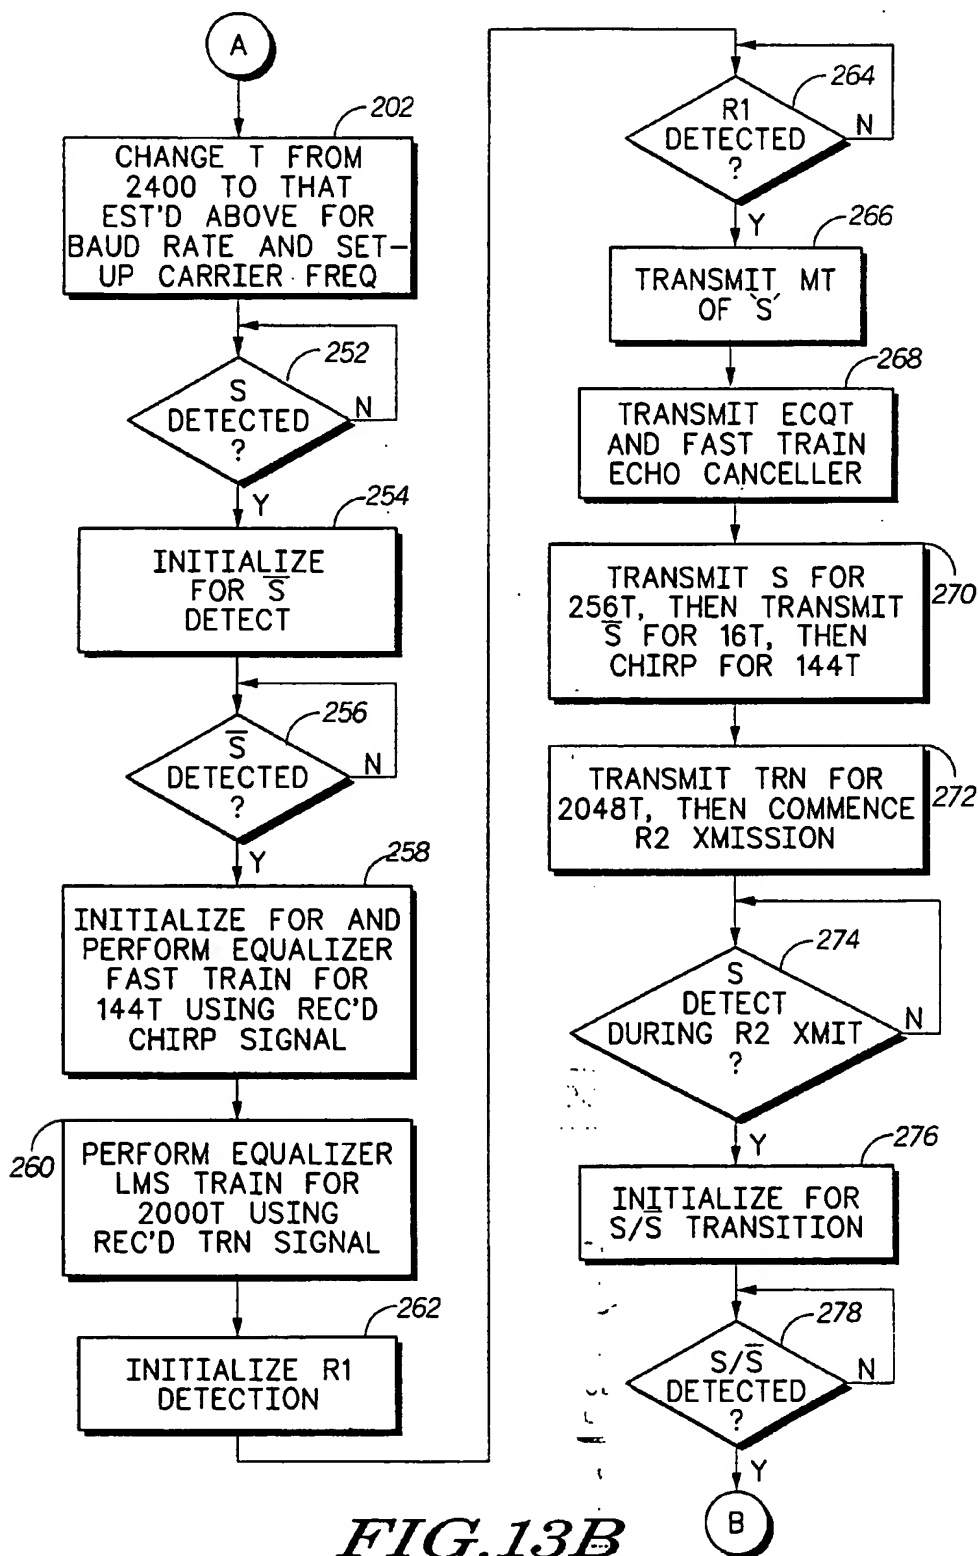 A
202
CHANGE T FROM
2400 TO THAT
EST'D ABOVE FOR
BAUD RATE AND SET-
UP CARRIER FREQ
252
S
DETECTED
?
N
Y
254
INITIALIZE
FOR S̅
DETECT
256
S̅
DETECTED
?
N
Y
258
INITIALIZE FOR AND
PERFORM EQUALIZER
FAST TRAIN FOR
144T USING REC'D
CHIRP SIGNAL
260
PERFORM EQUALIZER
LMS TRAIN FOR
2000T USING
REC'D TRN SIGNAL
262
INITIALIZE R1
DETECTION
264
R1
DETECTED
?
N
Y
266
TRANSMIT MT
OF 'S'
268
TRANSMIT ECQT
AND FAST TRAIN
ECHO CANCELLER
270
TRANSMIT S FOR
256T, THEN TRANSMIT
S̅ FOR 16T, THEN
CHIRP FOR 144T
272
TRANSMIT TRN FOR
2048T, THEN COMMENCE
R2 XMISSION
274
S
DETECT
DURING R2 XMIT
?
N
Y
276
INITIALIZE FOR
S/S̅ TRANSITION
278
S/S̅
DETECTED
?
N
Y
B
FIG.13B